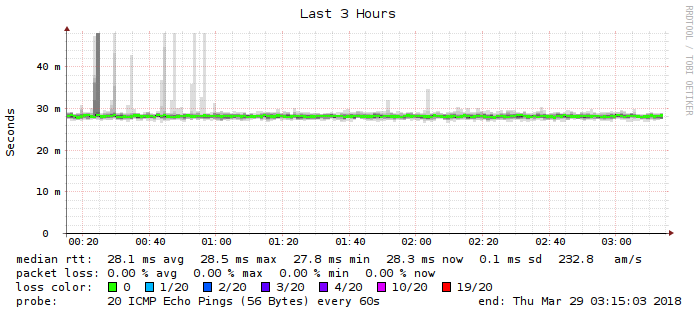 Last 3 Hours
RRDTOOL / TOBI OETIKER
Seconds
40 m
30 m
20 m
10 m
0
00:20 00:40 01:00 01:20 01:40 02:00 02:20 02:40 03:00
median rtt: 28.1 ms avg 28.5 ms max 27.8 ms min 28.3 ms now 0.1 ms sd 232.8 am/s
packet loss: 0.00 % avg 0.00 % max 0.00 % min 0.00 % now
loss color: 0 1/20 2/20 3/20 4/20 10/20 19/20
probe: 20 ICMP Echo Pings (56 Bytes) every 60s end: Thu Mar 29 03:15:03 2018